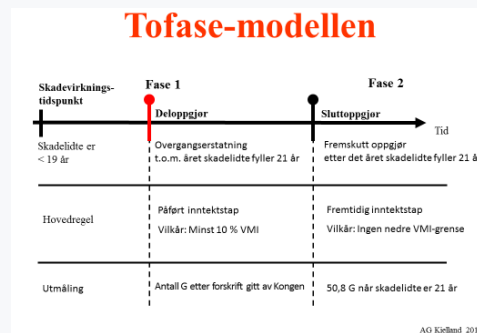 Tofase-modellen
Skadevirknings-
tidspunkt
Fase 1
Fase 2
Deloppgjør
Sluttoppgjør
Tid
Skadelidte er
< 19 år
Overgangserstatning
t.o.m. året skadelidte fyller 21 år
Fremskutt oppgjør
etter det året skadelidte fyller 21 å
Hovedregel
Påført inntektstap
Vilkår: Minst 10 % VMI
Fremtidig inntektstap
Vilkår: Ingen nedre VMI-grense
Utmåling
Antall G etter forskrift gitt av Kongen
50,8 G når skadelidte er 21 år
AG Kielland 201